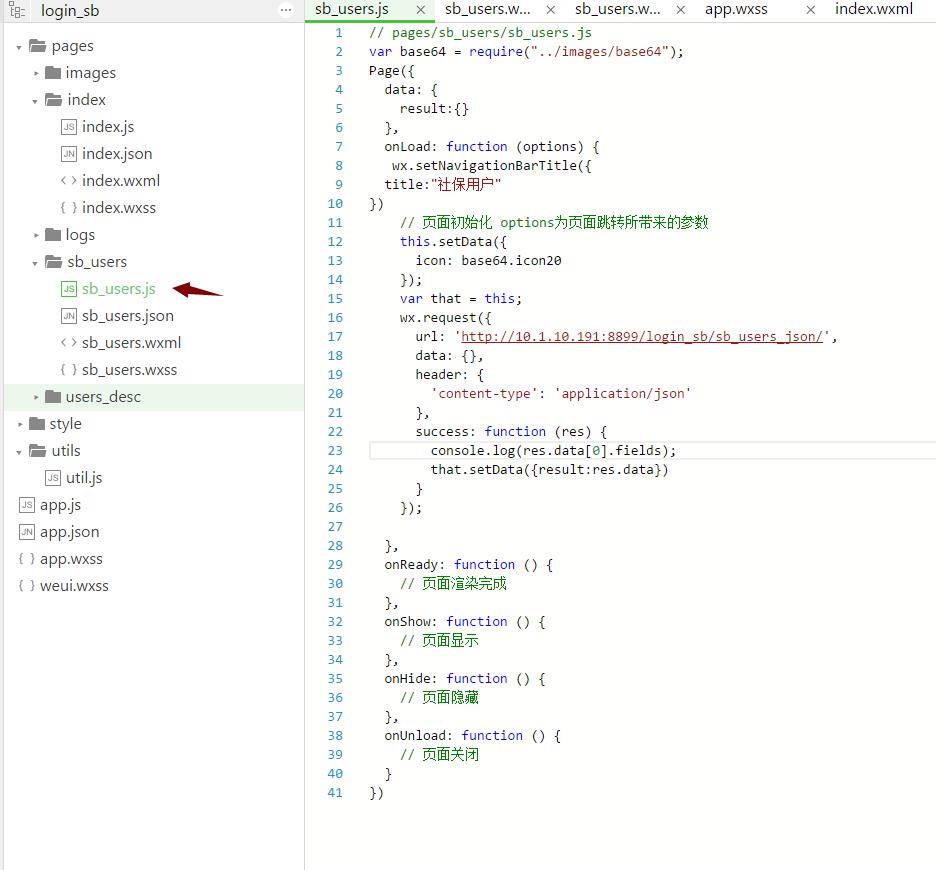 login_sb
sb_users.js × sb_users.w... × sb_users.w... × app.wxss × index.wxml
pages
images
index
JS index.js
JN index.json
<> index.wxml
{ } index.wxss
logs
sb_users
JS sb_users.js
JN sb_users.json
<> sb_users.wxml
{ } sb_users.wxss
users_desc
style
utils
JS util.js
JS app.js
JN app.json
{ } app.wxss
{ } weui.wxss
1 // pages/sb_users/sb_users.js
2 var base64 = require("../images/base64");
3 Page({
4 data: {
5 result:{}
6 },
7 onLoad: function (options) {
8 wx.setNavigationBarTitle({
9 title:"社保用户"
10 })
11 // 页面初始化 options为页面跳转所带来的参数
12 this.setData({
13 icon: base64.icon20
14 });
15 var that = this;
16 wx.request({
17 url: 'http://10.1.10.191:8899/login_sb/sb_users_json/',
18 data: {},
19 header: {
20 'content-type': 'application/json'
21 },
22 success: function (res) {
23 console.log(res.data[0].fields);
24 that.setData({result:res.data})
25 }
26 });
27
28 },
29 onReady: function () {
30 // 页面渲染完成
31 },
32 onShow: function () {
33 // 页面显示
34 },
35 onHide: function () {
36 // 页面隐藏
37 },
38 onUnload: function () {
39 // 页面关闭
40 }
41 })